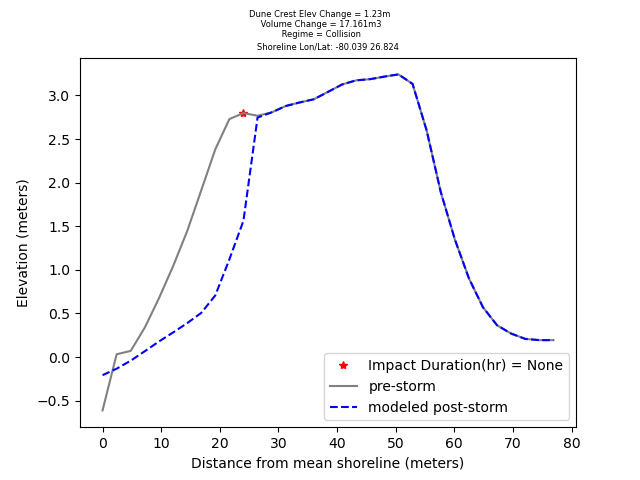 Dune Crest Elev Change = 1.23m
Volume Change = 17.161m3
Regime = Collision
Shoreline Lon/Lat: -80.039 26.824
3.0
2.5
2.0
1.5
1.0
0.5
0.0
−0.5
Elevation (meters)
Impact Duration(hr) = None
pre-storm
modeled post-storm
0 10 20 30 40 50 60 70 80
Distance from mean shoreline (meters)